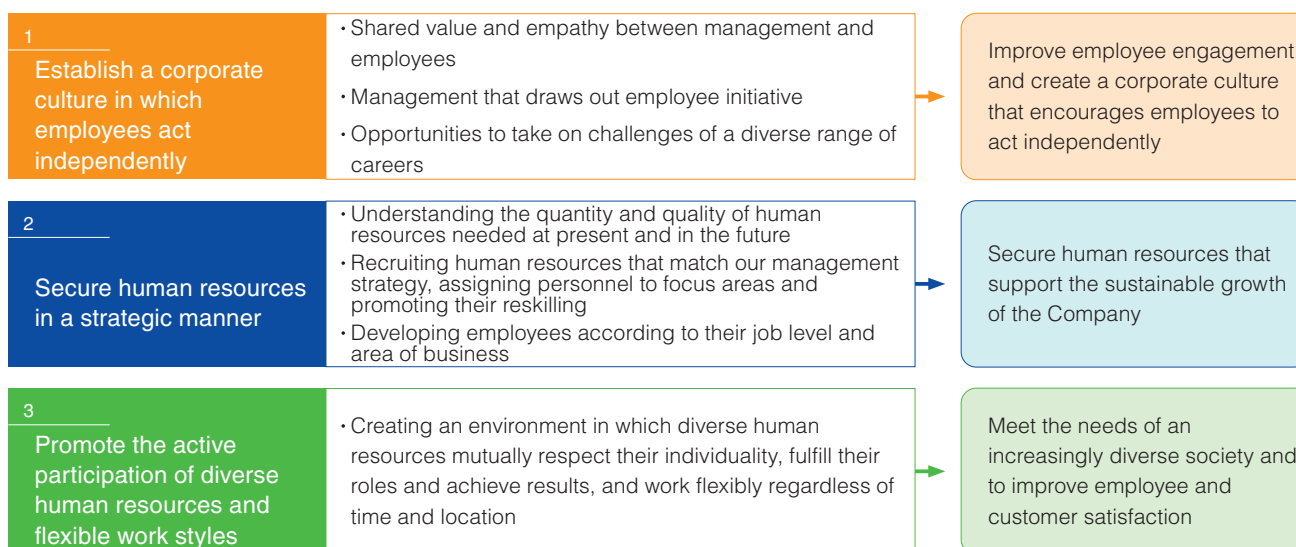 1
Establish a corporate
culture in which
employees act
independently
・Shared value and empathy between management and
employees
・Management that draws out employee initiative
・Opportunities to take on challenges of a diverse range of
careers
Improve employee engagement
and create a corporate culture
that encourages employees to
act independently
2
Secure human resources
in a strategic manner
・Understanding the quantity and quality of human
resources needed at present and in the future
・Recruiting human resources that match our management
strategy, assigning personnel to focus areas and
promoting their reskilling
・Developing employees according to their job level and
area of business
Secure human resources that
support the sustainable growth
of the Company
3
Promote the active
participation of diverse
human resources and
flexible work styles
・Creating an environment in which diverse human
resources mutually respect their individuality, fulfill their
roles and achieve results, and work flexibly regardless of
time and location
Meet the needs of an
increasingly diverse society and
to improve employee and
customer satisfaction